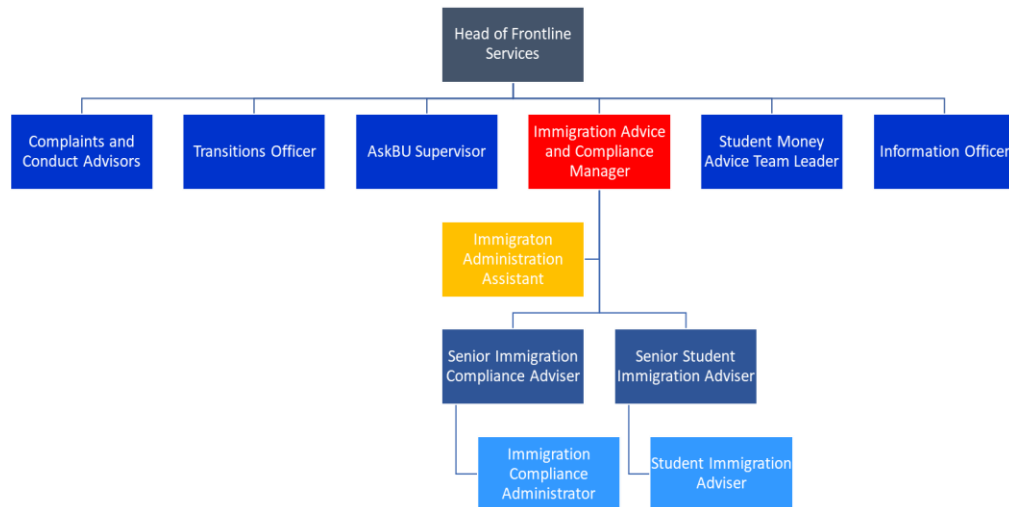 Head of Frontline
Services
Complaints and
Conduct Advisors
Transitions Officer
AskBU Supervisor
Immigration Advice
and Compliance
Manager
Student Money
Advice Team Leader
Information Officer
Immigraton
Administration
Assistant
Senior Immigration
Compliance Adviser
Senior Student
Immigration Adviser
Immigration
Compliance
Administrator
Student Immigration
Adviser